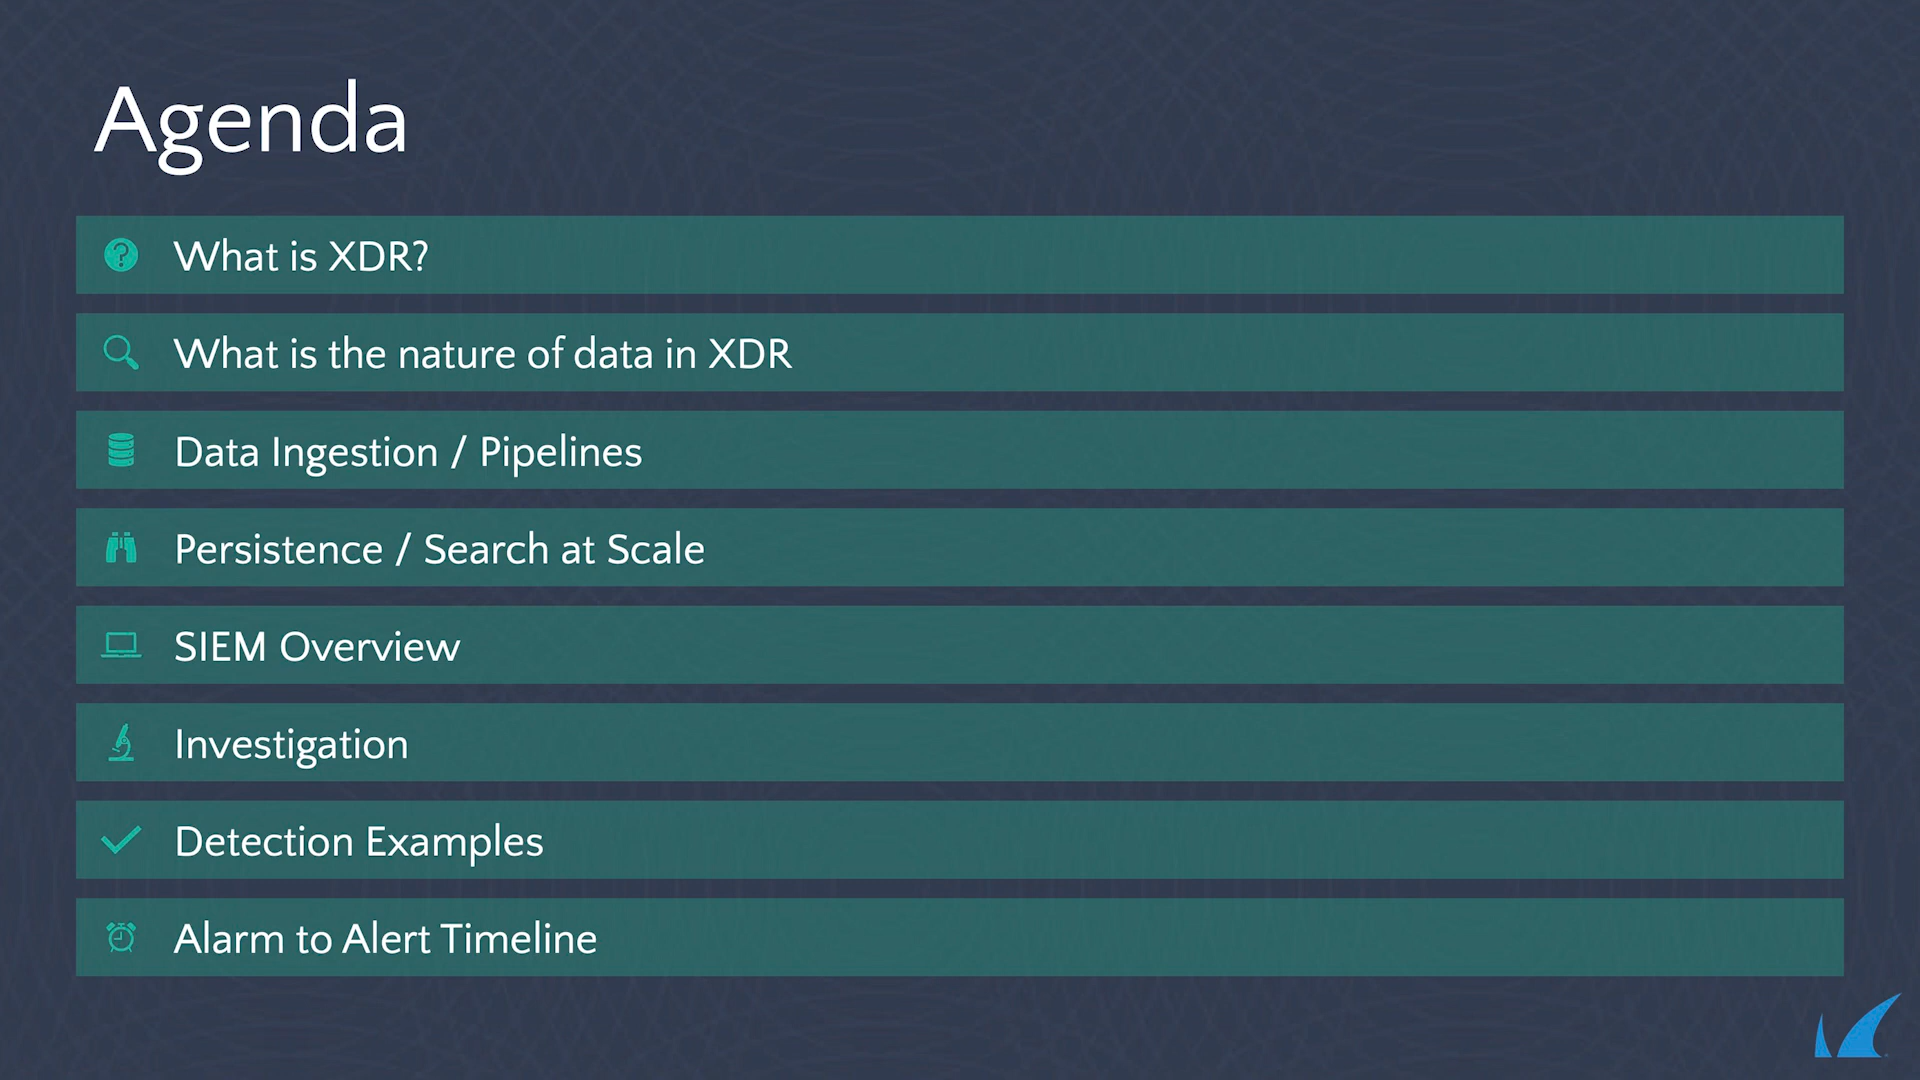 Agenda
What is XDR?
What is the nature of data in XDR
Data Ingestion / Pipelines
Persistence / Search at Scale
SIEM Overview
Investigation
Detection Examples
Alarm to Alert Timeline